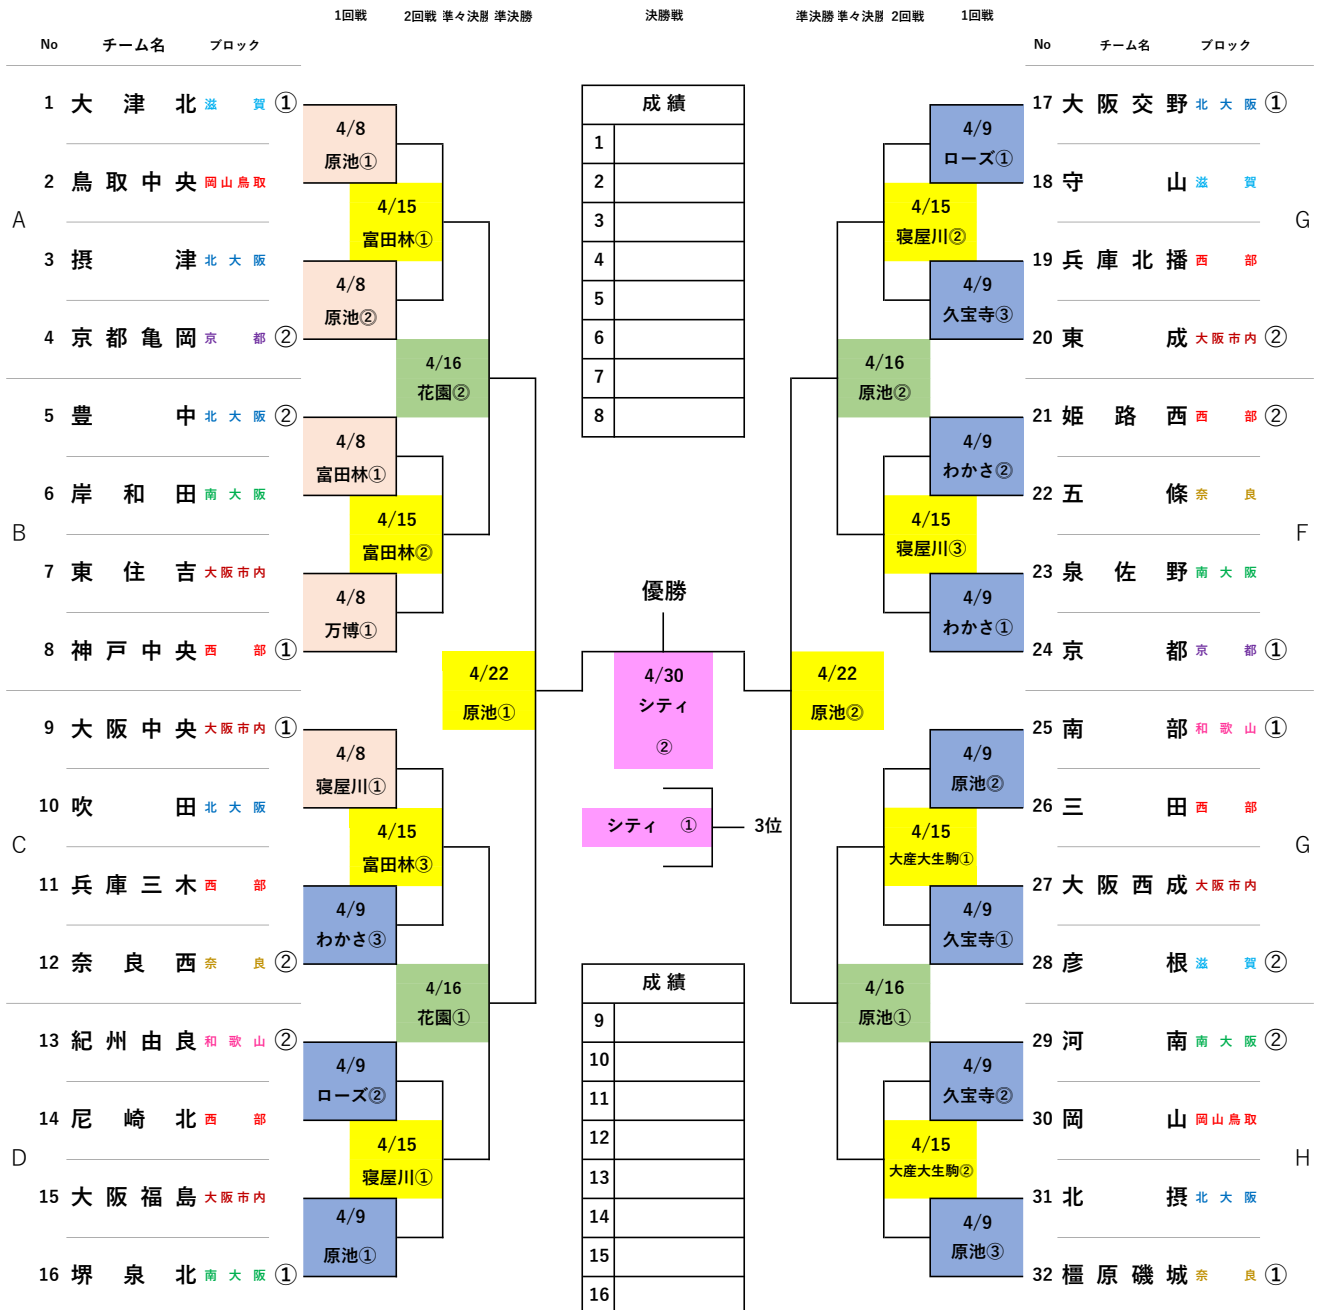 1回戦 2回戦 準々決勝 準決勝 決勝戦 準決勝 準々決勝 2回戦 1回戦
No チーム名 ブロック
No チーム名 ブロック
A
1 大津北 滋賀 ①
2 鳥取中央 岡山鳥取
3 摂津 北大阪
4 京都亀岡 京都 ②
B
5 豊中 北大阪 ②
6 岸和田 南大阪
7 東住吉 大阪市内
8 神戸中央 西部 ①
C
9 大阪中央 大阪市内 ①
10 吹田 北大阪
11 兵庫三木 西部
12 奈良西 奈良 ②
D
13 紀州由良 和歌山 ②
14 尼崎北 西部
15 大阪福島 大阪市内
16 堺泉北 南大阪 ①
4/8
原池①
4/8
原池②
4/8
富田林①
4/8
万博①
4/8
寝屋川①
4/9
わかさ③
4/9
ローズ②
4/9
原池①
4/15
富田林①
4/15
富田林②
4/15
富田林③
4/15
寝屋川①
4/16
花園②
4/16
花園①
4/22
原池①
成績
1
2
3
4
5
6
7
8
優勝
4/30
シティ
②
シティ ①
3位
成績
9
10
11
12
13
14
15
16
4/22
原池②
4/16
原池②
4/16
原池①
4/15
寝屋川②
4/15
寝屋川③
4/15
大産大生駒①
4/15
大産大生駒②
4/9
ローズ①
4/9
久宝寺③
4/9
わかさ②
4/9
わかさ①
4/9
原池②
4/9
久宝寺①
4/9
久宝寺②
4/9
原池③
17 大阪交野 北大阪 ①
18 守山 滋賀
19 兵庫北播 西部
20 東成 大阪市内 ②
G
21 姫路西 西部 ②
22 五條 奈良
23 泉佐野 南大阪
24 京都 京都 ①
F
25 南部 和歌山 ①
26 三田 西部
27 大阪西成 大阪市内
28 彦根 滋賀 ②
G
29 河南 南大阪 ②
30 岡山 岡山鳥取
31 北摂 北大阪
32 橿原磯城 奈良 ①
H